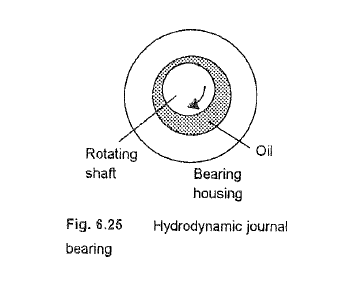 Rotating
shaft
Oil
Bearing
housing
Fig. 6.25 Hydrodynamic journal
bearing